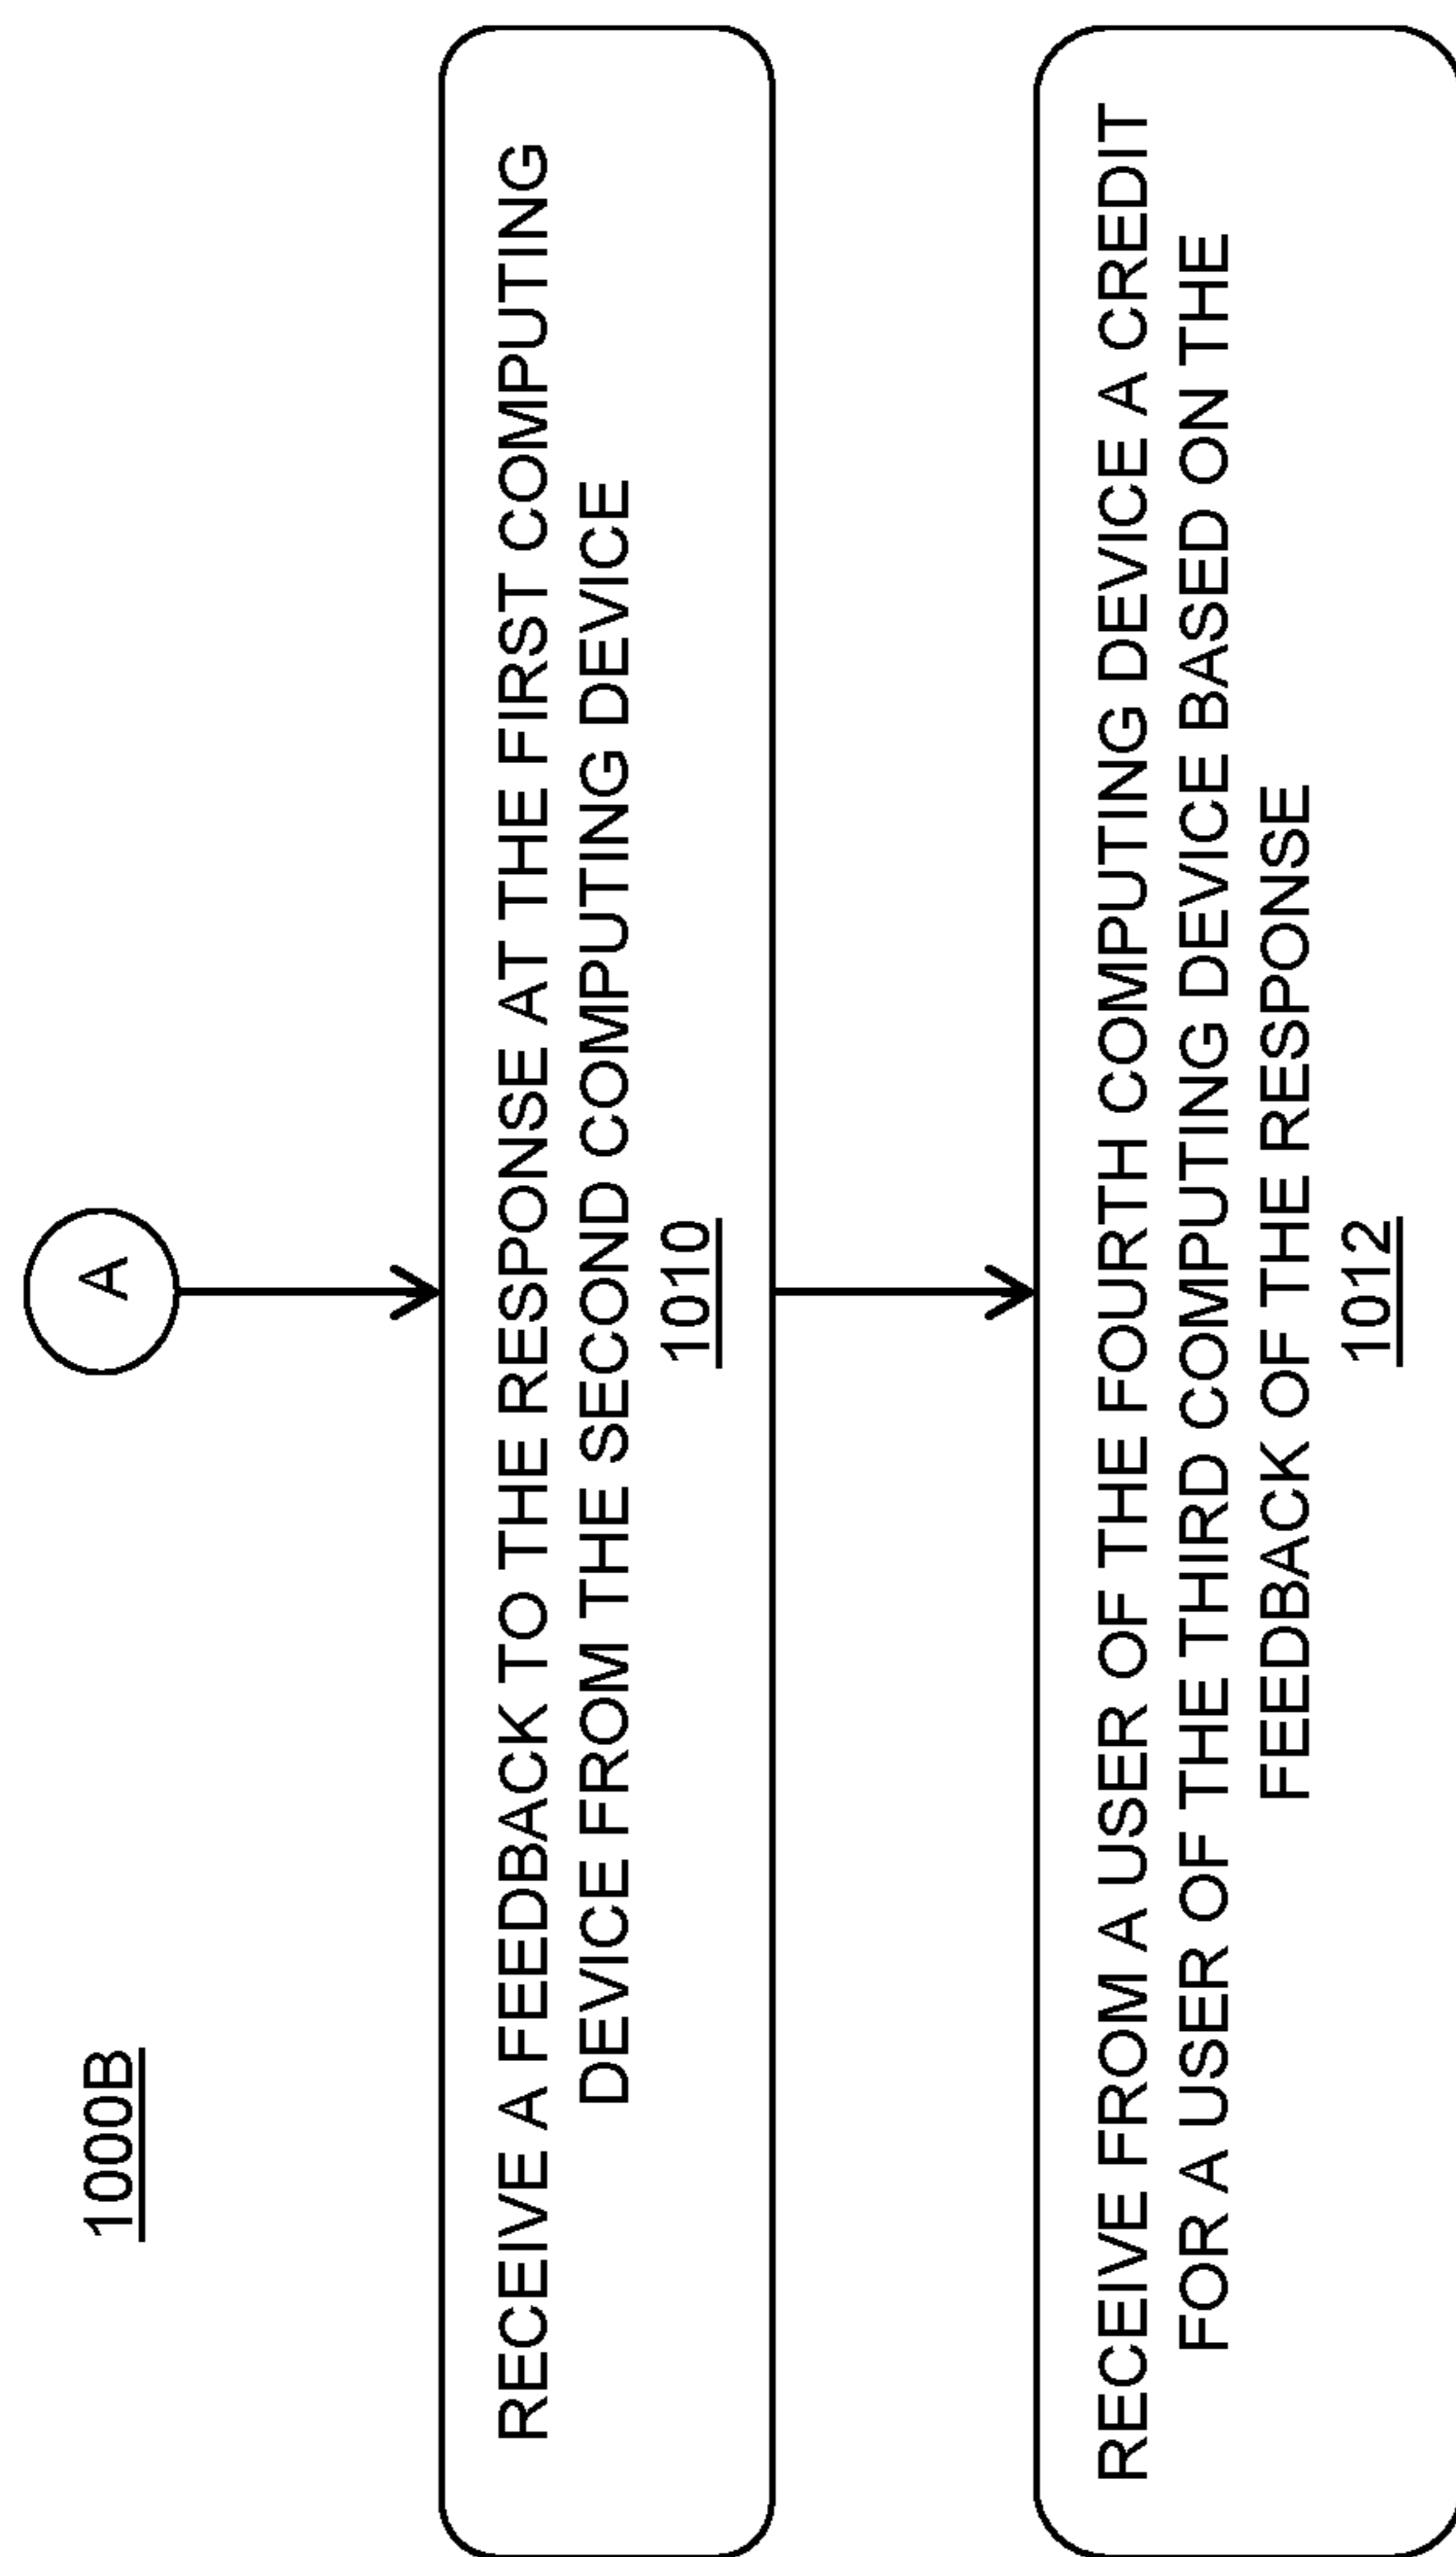 1000B
A
RECEIVE A FEEDBACK TO THE RESPONSE AT THE FIRST COMPUTING
DEVICE FROM THE SECOND COMPUTING DEVICE
1010
RECEIVE FROM A USER OF THE FOURTH COMPUTING DEVICE A CREDIT
FOR A USER OF THE THIRD COMPUTING DEVICE BASED ON THE
FEEDBACK OF THE RESPONSE
1012